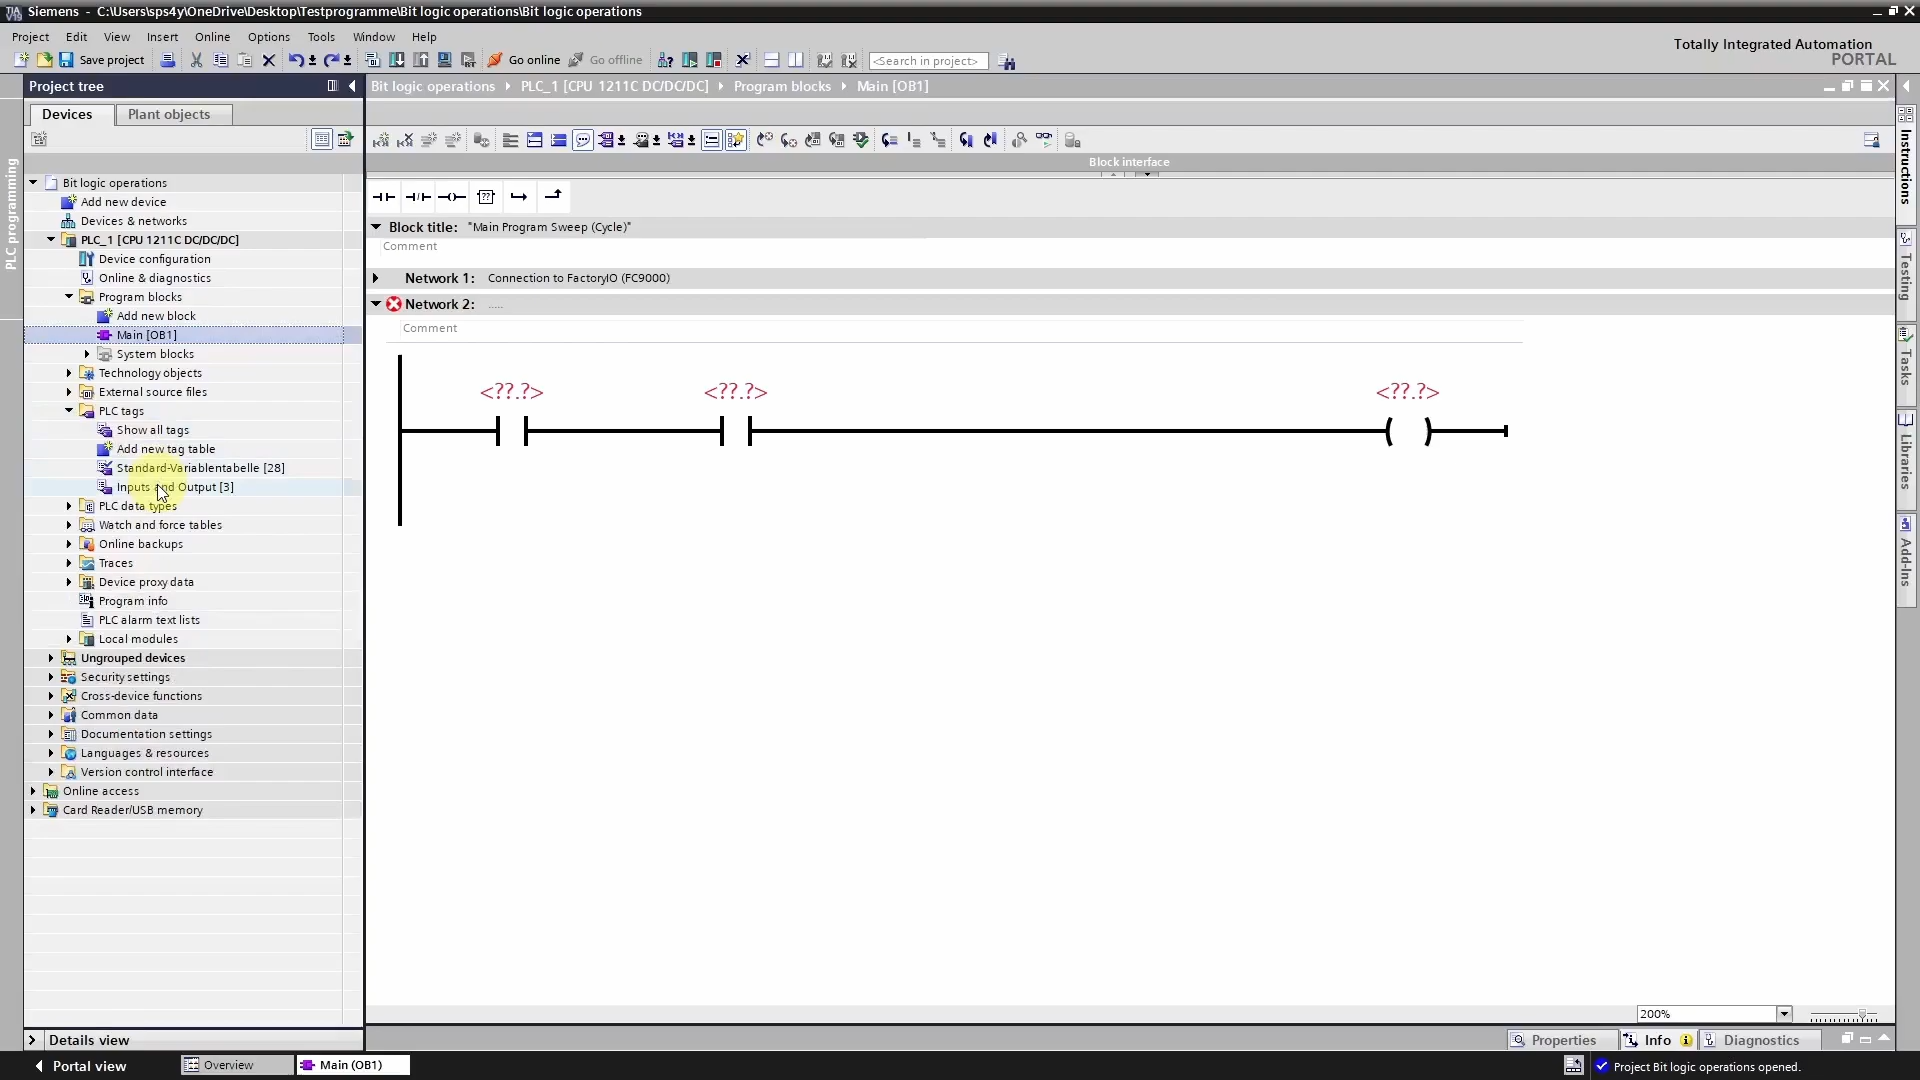 Siemens - C:\Users\sps4y\OneDrive\Desktop\Testprogramme\Bit logic operations\Bit logic operations
Project Edit View Insert Online Options Tools Window Help
Totally Integrated Automation
PORTAL
Save project
Go online
Go offline
<Search in project>
Project tree
Bit logic operations
PLC_1 [CPU 1211C DC/DC/DC]
Program blocks
Main [OB1]
Devices
Plant objects
PLC programming
Block interface
Bit logic operations
Add new device
Devices & networks
PLC_1 [CPU 1211C DC/DC/DC]
Device configuration
Online & diagnostics
Program blocks
Add new block
Main [OB1]
System blocks
Technology objects
External source files
PLC tags
Show all tags
Add new tag table
Standard-Variablentabelle [28]
Inputs and Output [3]
PLC data types
Watch and force tables
Online backups
Traces
Device proxy data
Program info
PLC alarm text lists
Local modules
Ungrouped devices
Security settings
Cross-device functions
Common data
Documentation settings
Languages & resources
Version control interface
Online access
Card Reader/USB memory
Block title: "Main Program Sweep (Cycle)"
Comment
Network 1: Connection to FactoryIO (FC9000)
Network 2: .....
Comment
<??.?>
<??.?>
<??.?>
??
Instructions
Testing
Tasks
Libraries
Add-Ins
200%
Details view
Properties
Info
Diagnostics
Portal view
Overview
Main (OB1)
Project Bit logic operations opened.